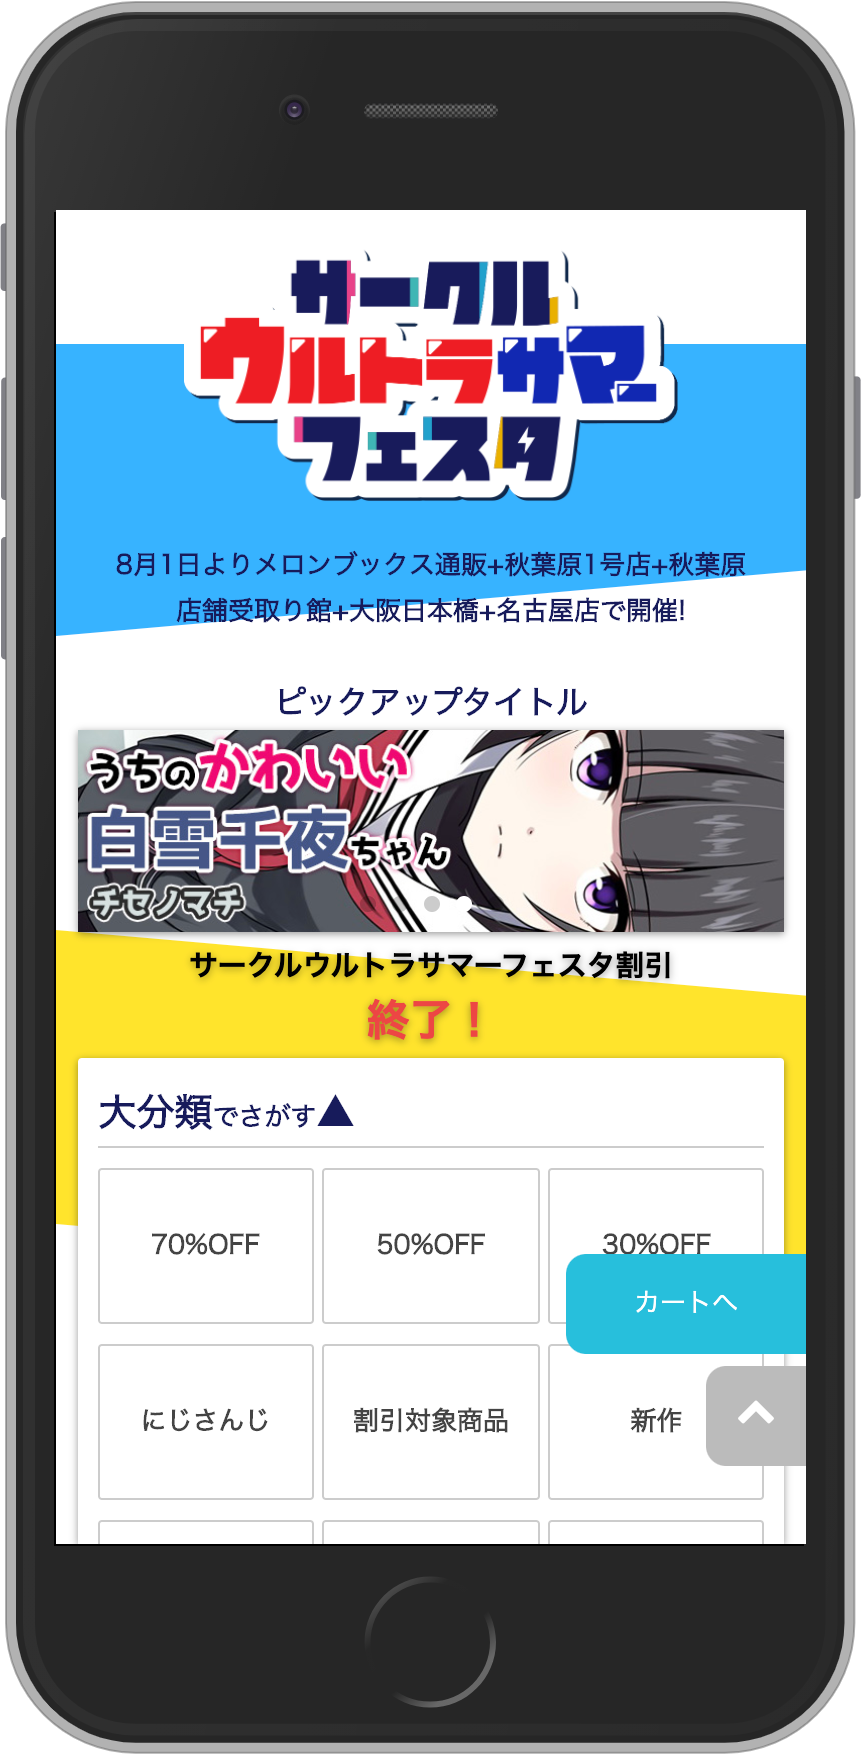 サークル
ウルトラサマー
フェスタ
8月1日よりメロンブックス通販+秋葉原1号店+秋葉原
店舗受取り館+大阪日本橋+名古屋店で開催!
ピックアップタイトル
うちのかわいい
白雪千夜ちゃん
チセノマチ
サークルウルトラサマーフェスタ割引
終了！
大分類でさがす▲
70%OFF
50%OFF
30%OFF
カートへ
にじさんじ
割引対象商品
新作